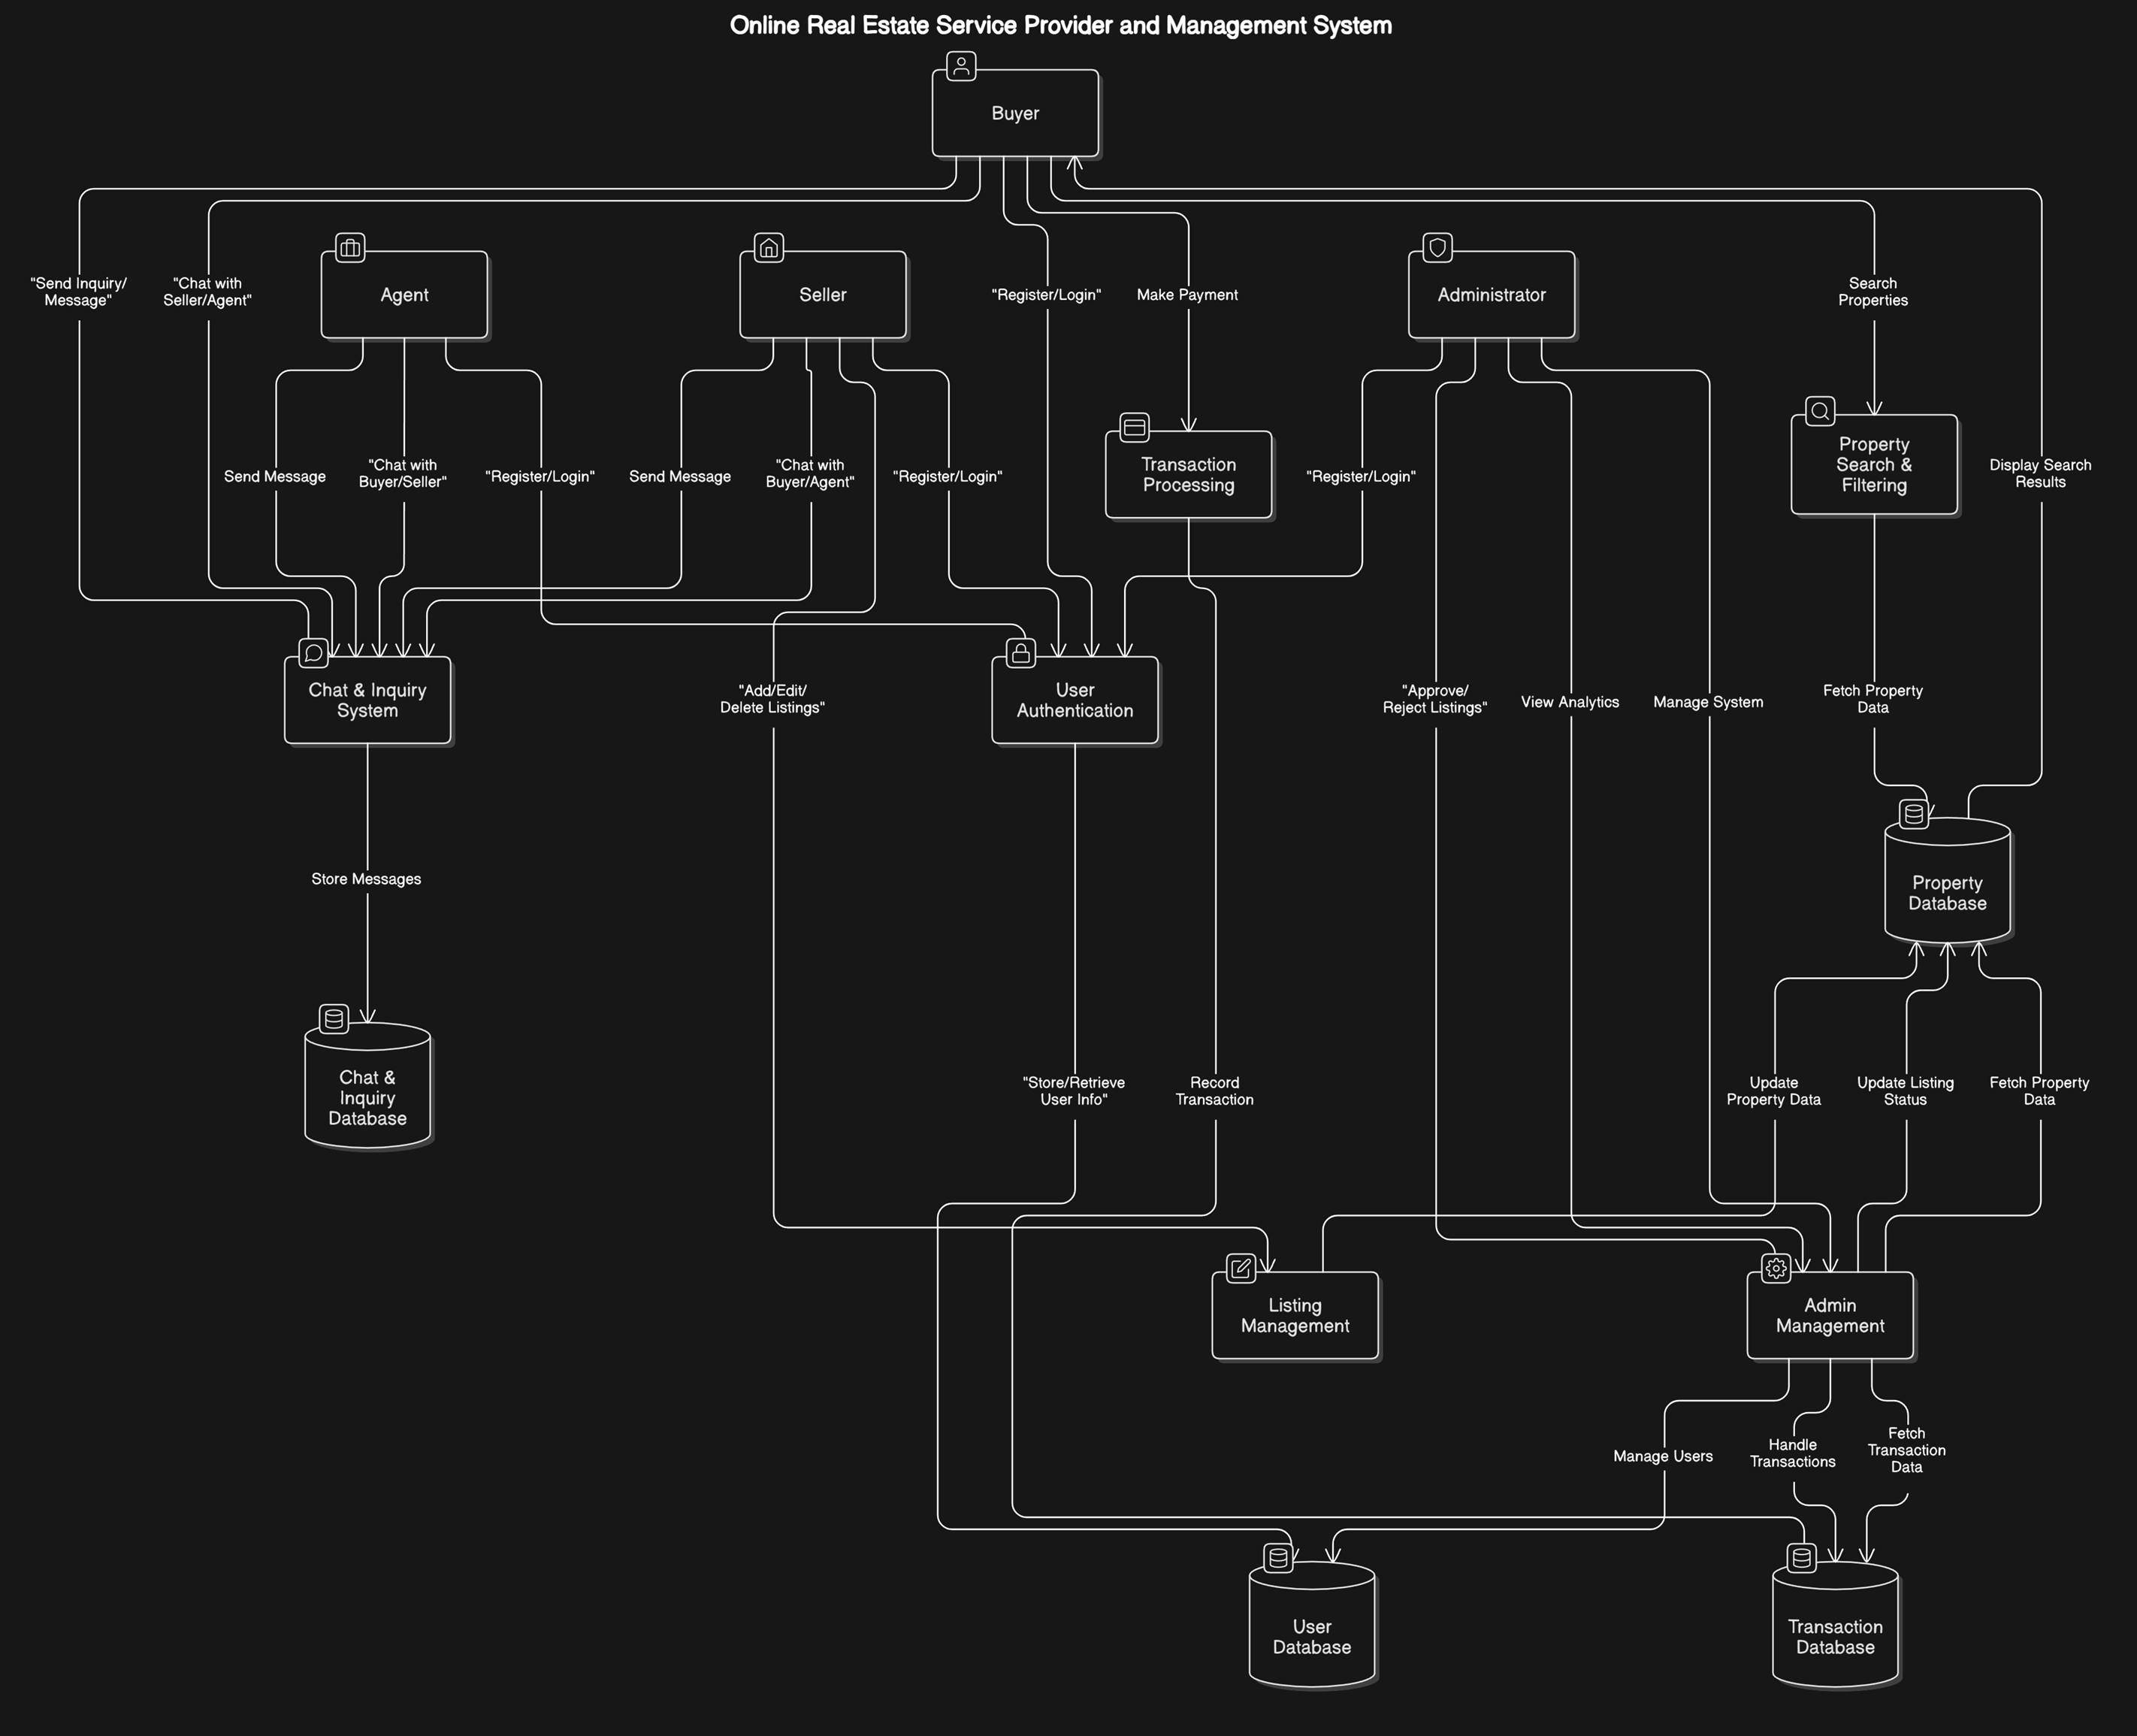 Online Real Estate Service Provider and Management System
Buyer
"Send Inquiry/
Message"
"Chat with
Seller/Agent"
Agent
Seller
"Register/Login"
Make Payment
Administrator
Search
Properties
Send Message
"Chat with
Buyer/Seller"
"Register/Login"
Send Message
"Chat with
Buyer/Agent"
"Register/Login"
Transaction
Processing
"Register/Login"
Property
Search &
Filtering
Display Search
Results
Chat & Inquiry
System
"Add/Edit/
Delete Listings"
User
Authentication
"Approve/
Reject Listings"
View Analytics
Manage System
Fetch Property
Data
Store Messages
Property
Database
Chat &
Inquiry
Database
"Store/Retrieve
User Info"
Record
Transaction
Update
Property Data
Update Listing
Status
Fetch Property
Data
Listing
Management
Admin
Management
Manage Users
Handle
Transactions
Fetch
Transaction
Data
User
Database
Transaction
Database